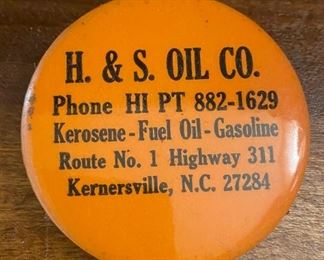 H. & S. OIL CO.
Phone HI PT 882-1629
Kerosene-Fuel Oil-Gasoline
Route No. 1 Highway 311
Kernersville, N.C. 27284